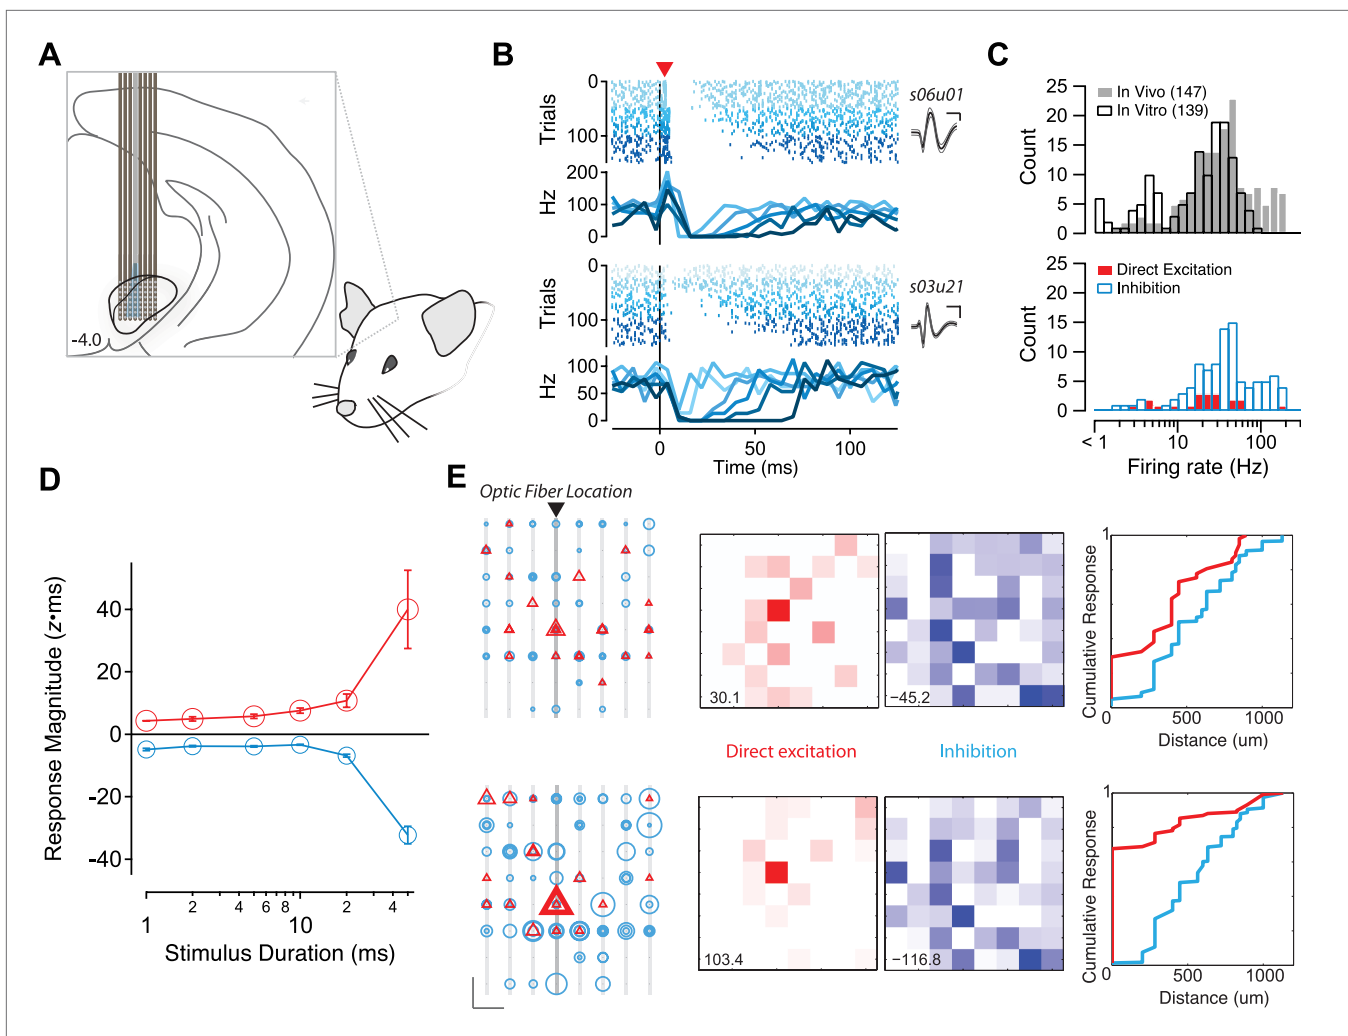 A
-4.0
B
Trials
0
100
s06u01
Hz
200
100
0
Trials
0
100
s03u21
Hz
100
50
0
0 50 100
Time (ms)
C
Count
25
20
15
10
5
0
In Vivo (147)
In Vitro (139)
Count
25
20
15
10
5
0
Direct Excitation
Inhibition
< 1 10 100
Firing rate (Hz)
D
Response Magnitude (z•ms)
40
20
0
-20
-40
1 2 4 6 8 10 2 4
Stimulus Duration (ms)
E
Optic Fiber Location
30.1
−45.2
Cumulative Response
1
0
0 500 1000
Distance (um)
Direct excitation
Inhibition
103.4
−116.8
Cumulative Response
1
0
0 500 1000
Distance (um)